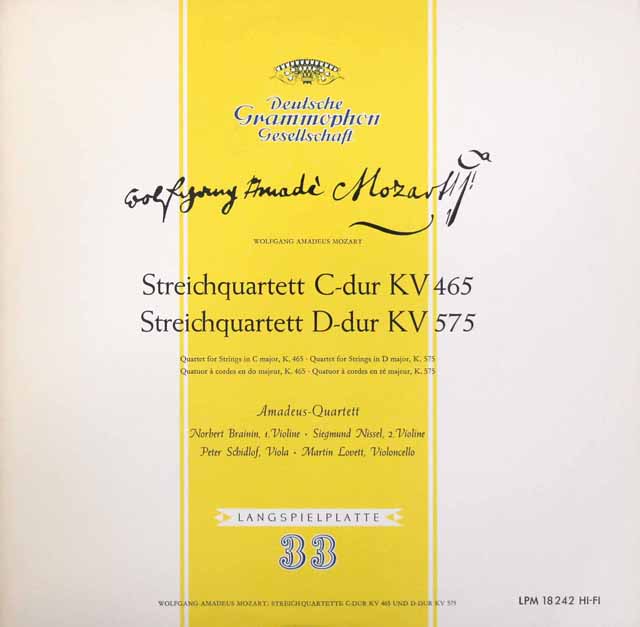 Deutsche
Grammophon
Gesellschaft
Wolfgang Amadè Mozart
WOLFGANG AMADEUS MOZART
Streichquartett C-dur KV 465
Streichquartett D-dur KV 575
Quartet for Strings in C major, K. 465 · Quartet for Strings in D major, K. 575
Quatuor à cordes en do majeur, K. 465 · Quatuor à cordes en ré majeur, K. 575
Amadeus-Quartett
Norbert Brainin, 1. Violine · Siegmund Nissel, 2. Violine
Peter Schidlof, Viola · Martin Lovett, Violoncello
LANGSPIELPLATTE
33
WOLFGANG AMADEUS MOZART: STREICHQUARTETTE C-DUR KV 465 UND D-DUR KV 575
LPM 18 242 HI-FI